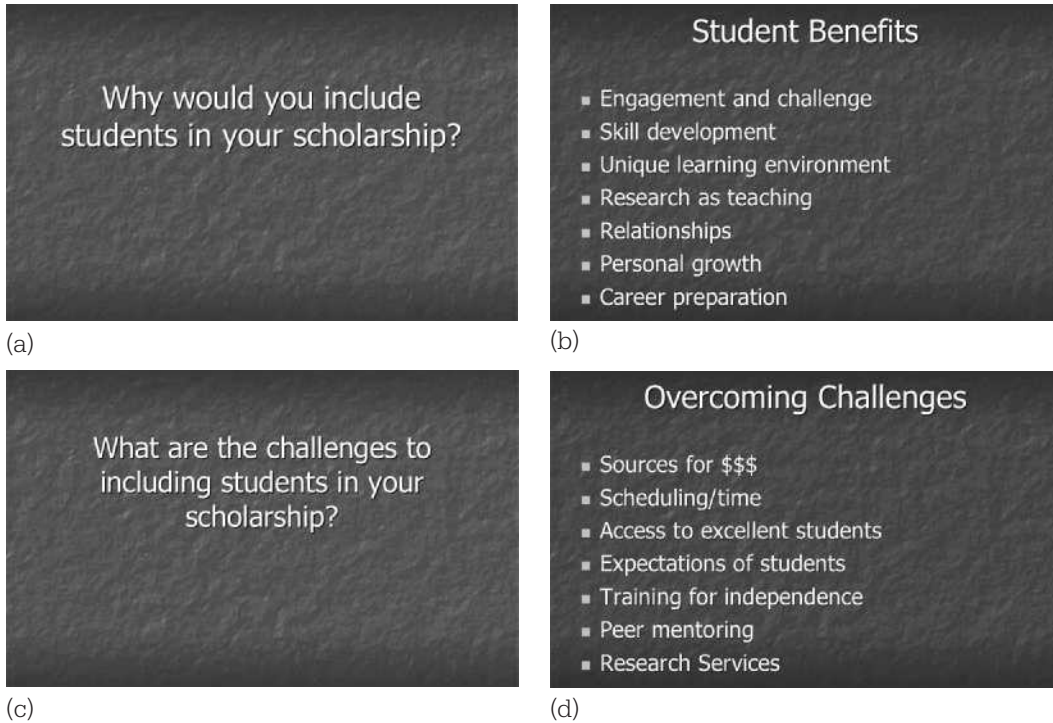 Why would you include
students in your scholarship?
(a)
Student Benefits
▪ Engagement and challenge
▪ Skill development
▪ Unique learning environment
▪ Research as teaching
▪ Relationships
▪ Personal growth
▪ Career preparation
(b)
What are the challenges to
including students in your
scholarship?
(c)
Overcoming Challenges
▪ Sources for $$$
▪ Scheduling/time
▪ Access to excellent students
▪ Expectations of students
▪ Training for independence
▪ Peer mentoring
▪ Research Services
(d)